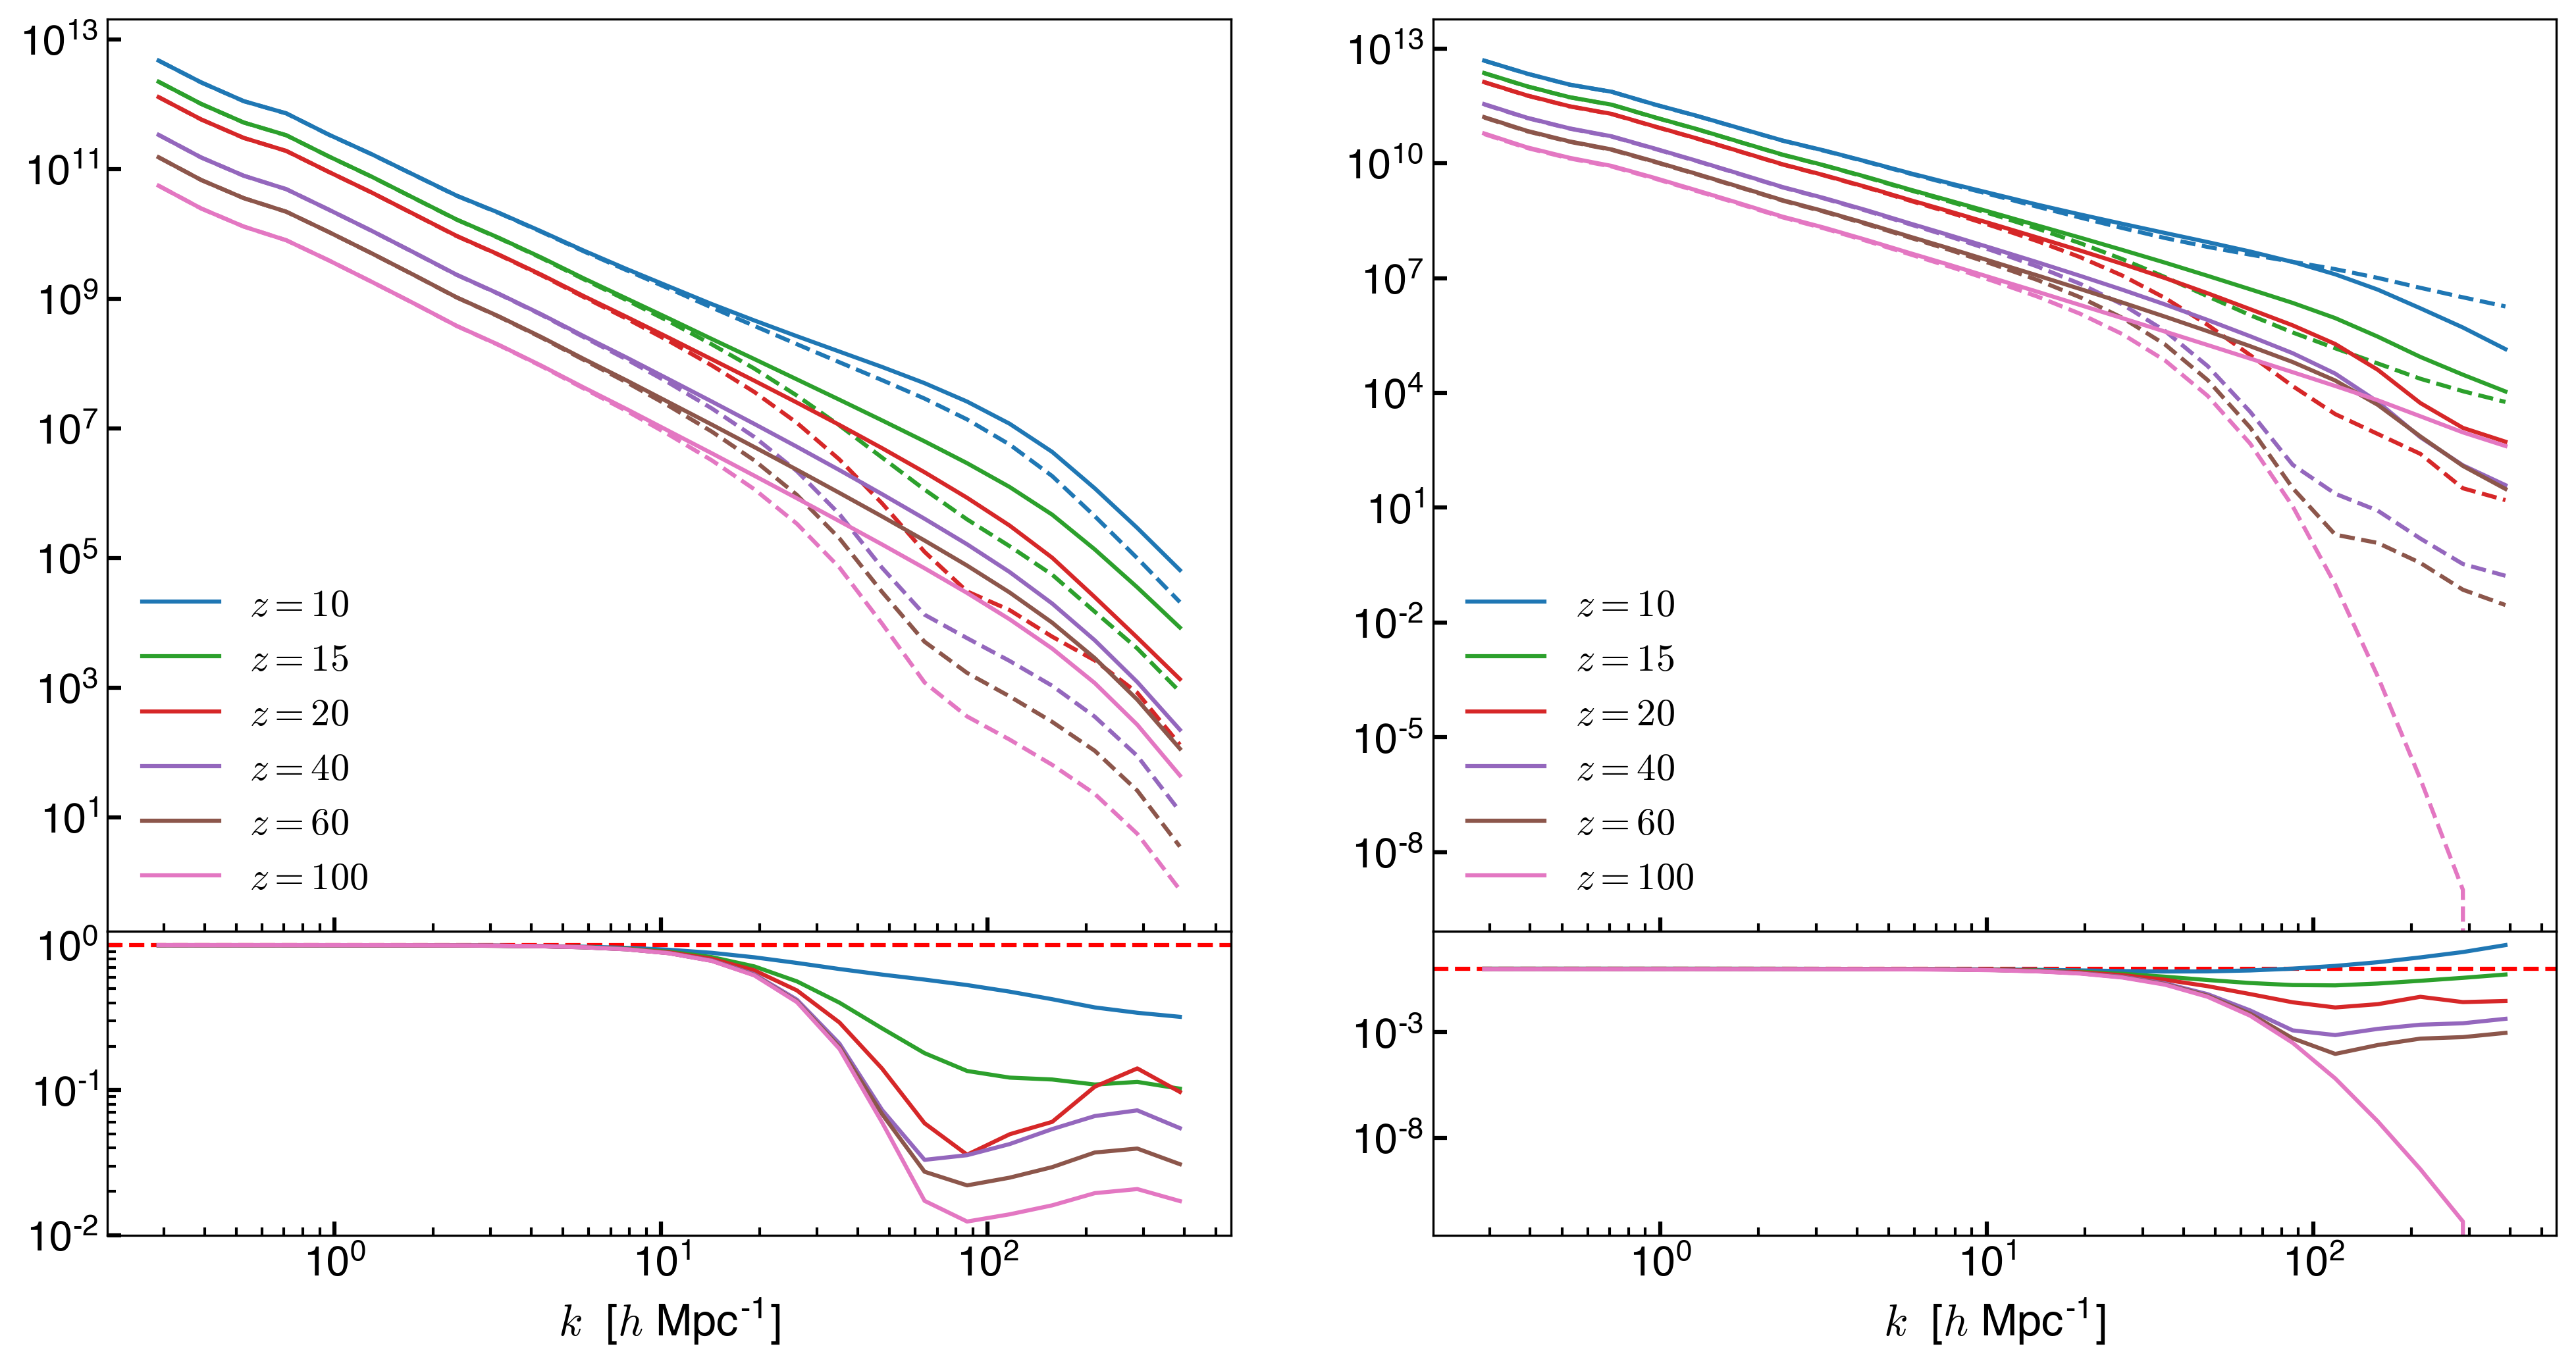 10^13
10^11
10^9
10^7
10^5
10^3
10^1
z = 10
z = 15
z = 20
z = 40
z = 60
z = 100
10^0
10^-1
10^-2
10^0 10^1 10^2
k [h Mpc^-1]
10^13
10^10
10^7
10^4
10^1
10^-2
10^-5
10^-8
z = 10
z = 15
z = 20
z = 40
z = 60
z = 100
10^-3
10^-8
10^0 10^1 10^2
k [h Mpc^-1]